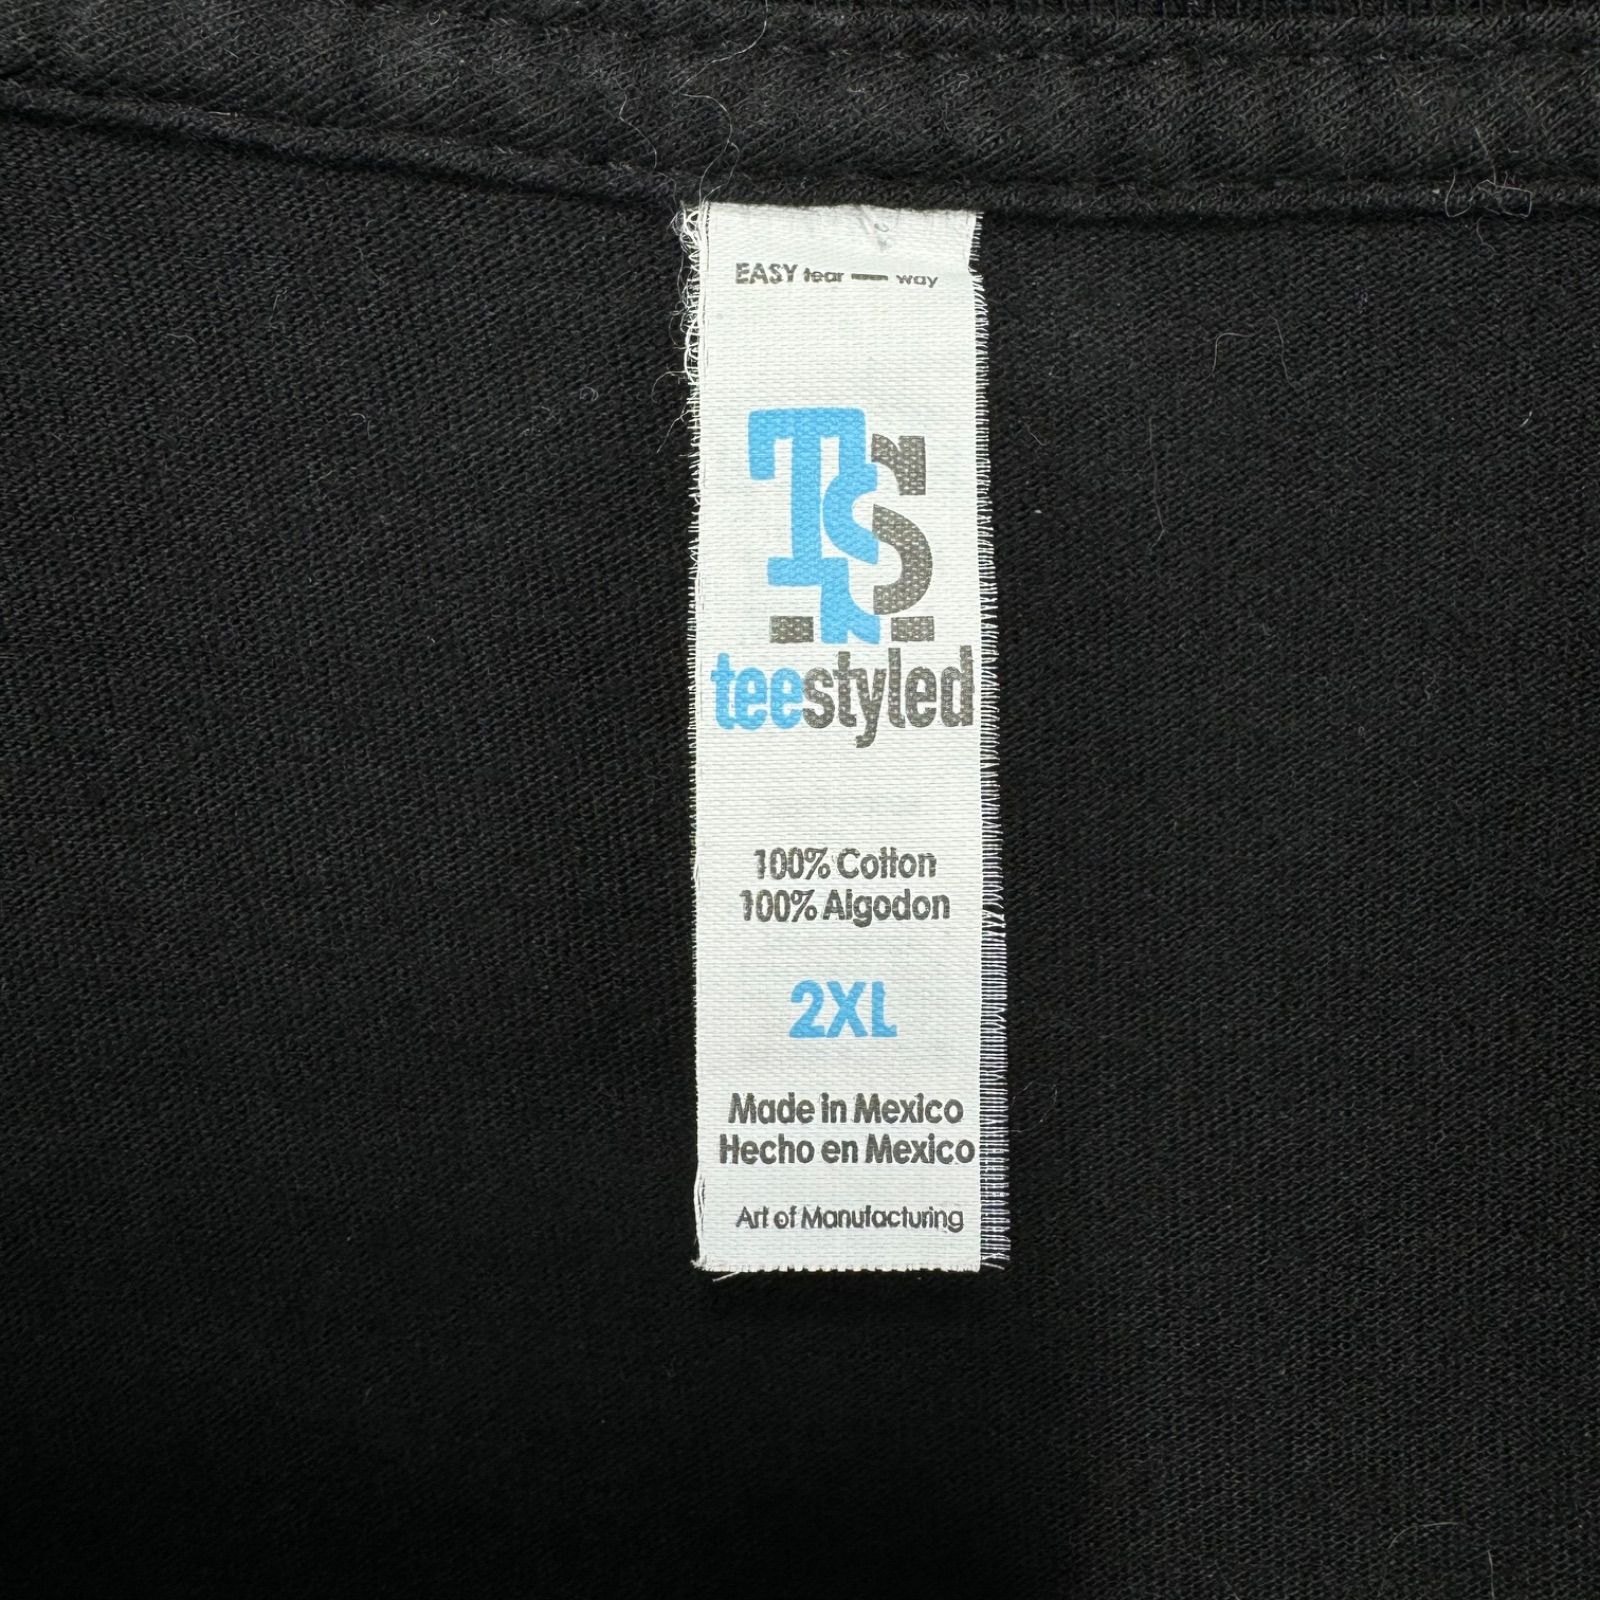 EASY tear — way
TS
teestyled
100% Cotton
100% Algodon
2XL
Made in Mexico
Hecho en Mexico
Art of Manufacturing